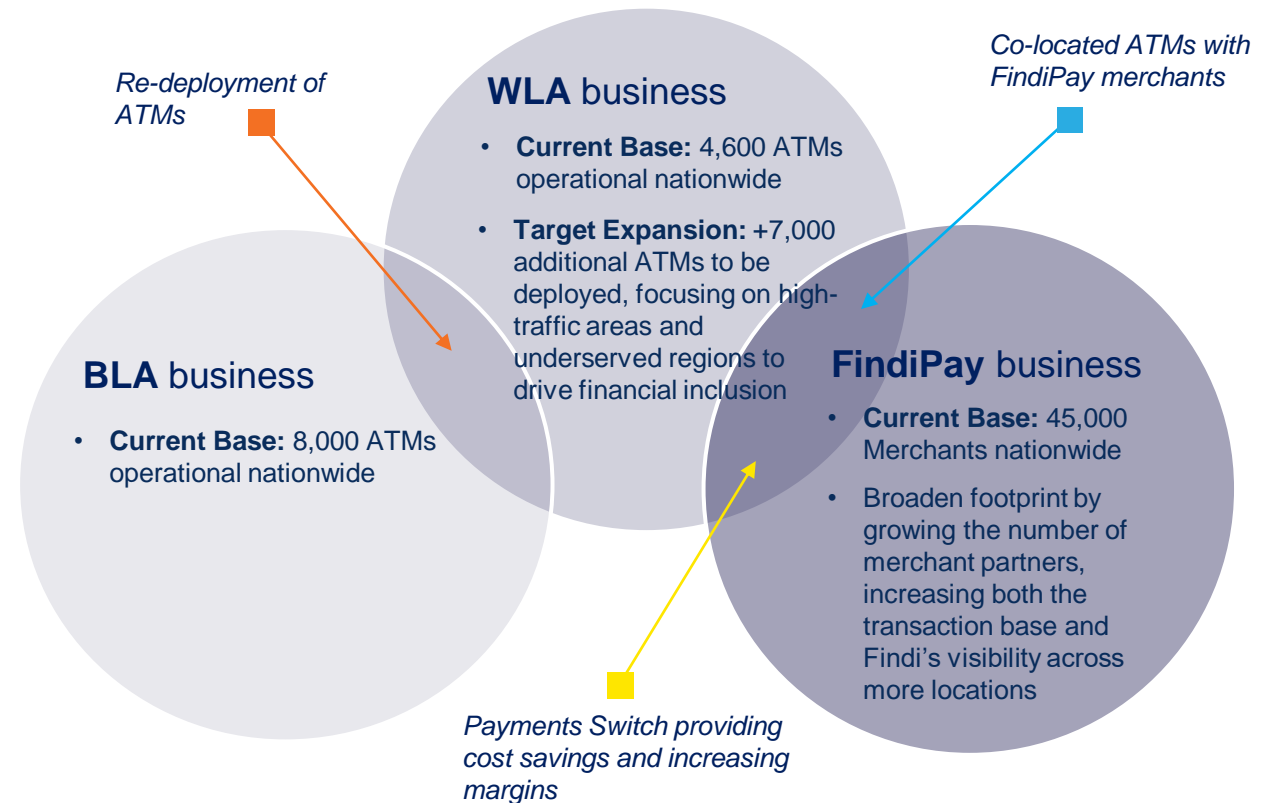 Re-deployment of
ATMs
WLA business
• Current Base: 4,600 ATMs
operational nationwide
• Target Expansion: +7,000
additional ATMs to be
deployed, focusing on high-
traffic areas and
underserved regions to
drive financial inclusion
Co-located ATMs with
FindiPay merchants
BLA business
• Current Base: 8,000 ATMs
operational nationwide
FindiPay business
• Current Base: 45,000
Merchants nationwide
• Broaden footprint by
growing the number of
merchant partners,
increasing both the
transaction base and
Findi’s visibility across
more locations
Payments Switch providing
cost savings and increasing
margins